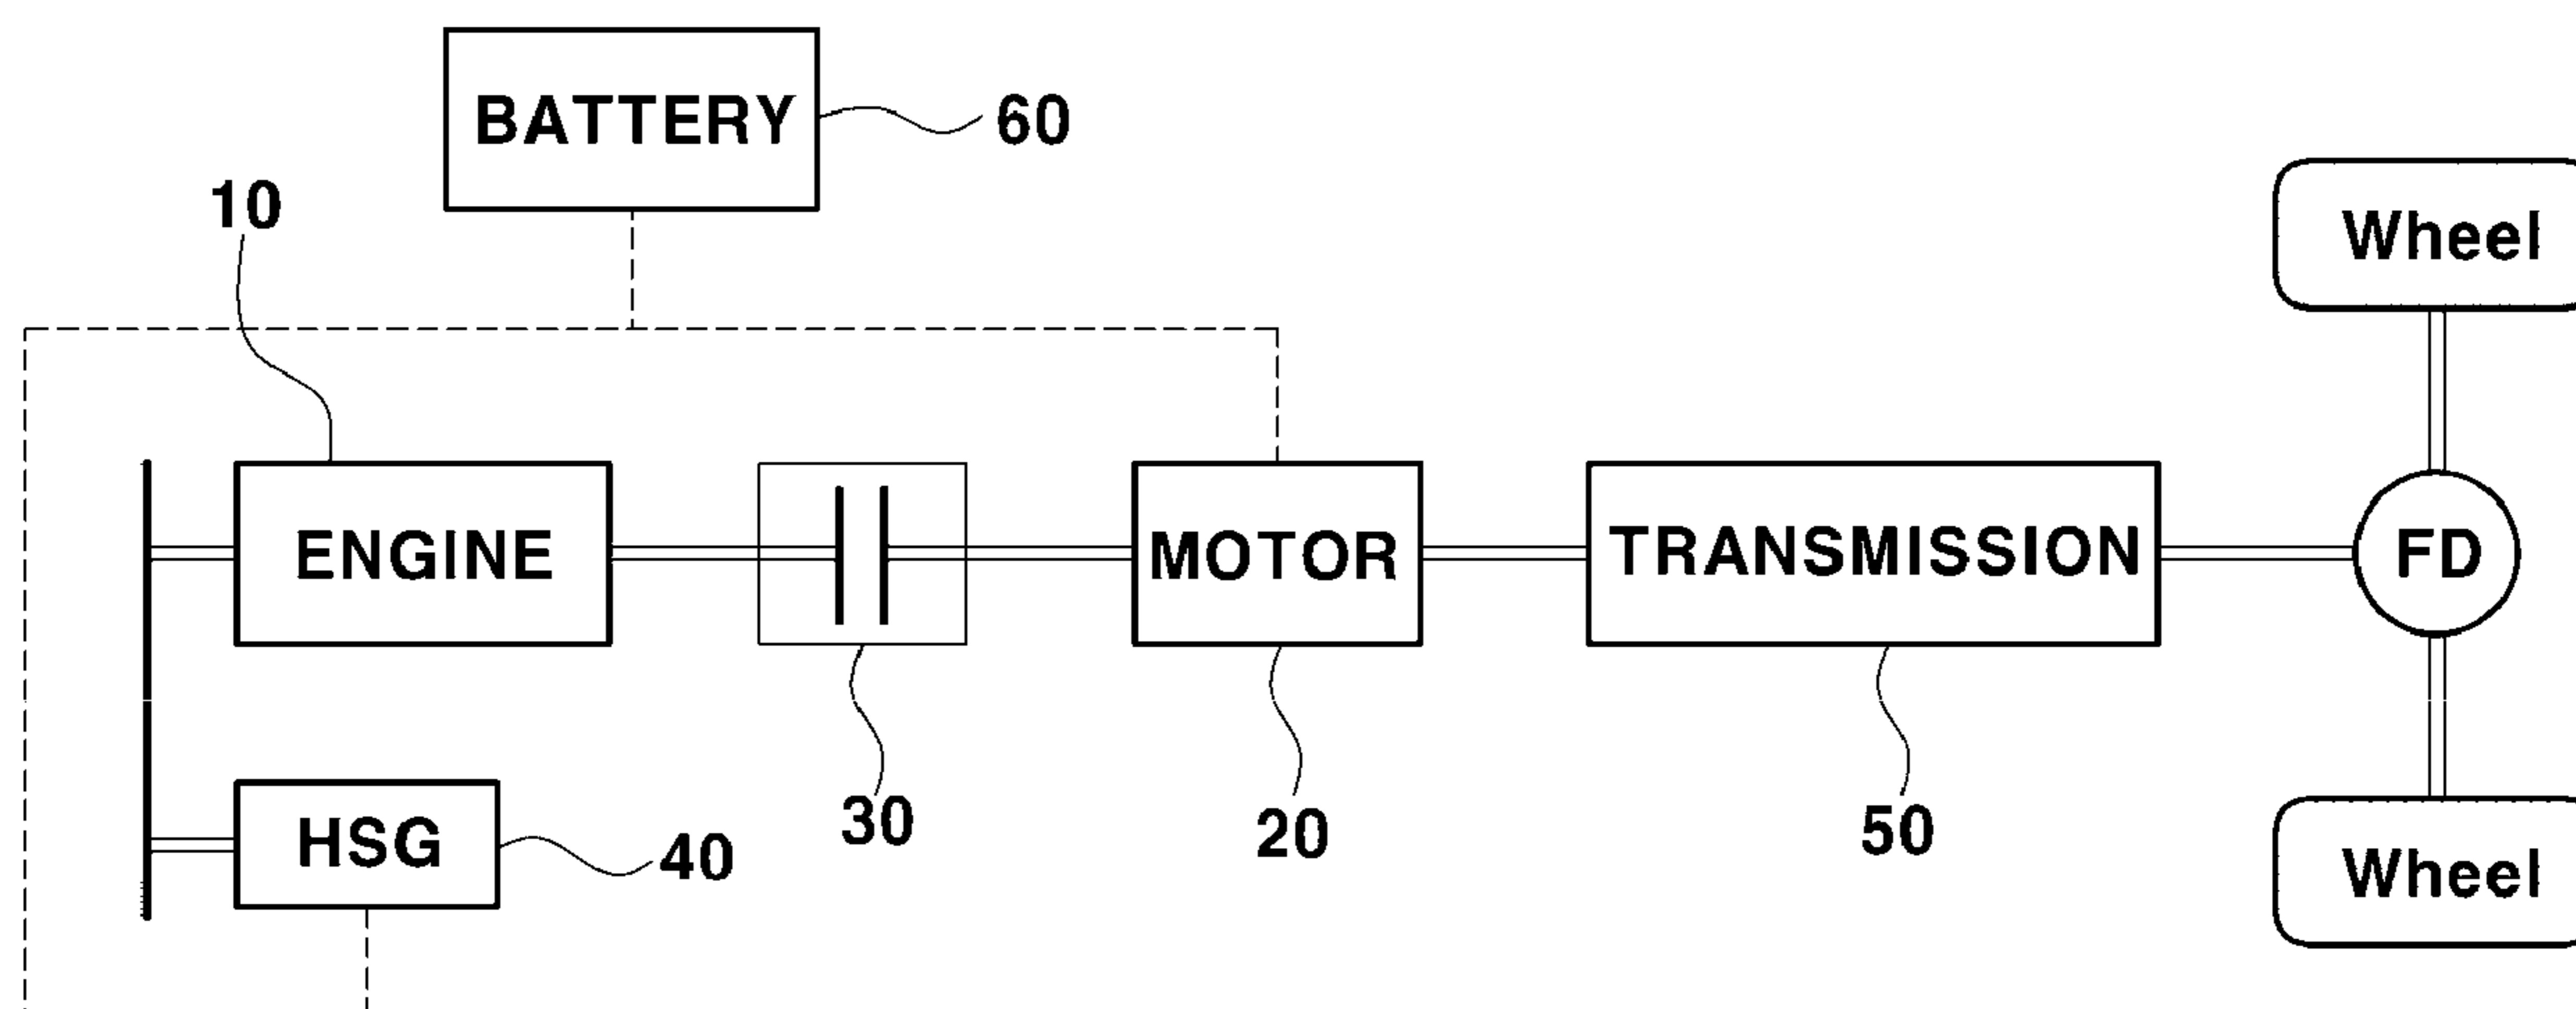 BATTERY
60
10
Wheel
ENGINE
MOTOR
TRANSMISSION
FD
30
20
50
HSG
40
Wheel